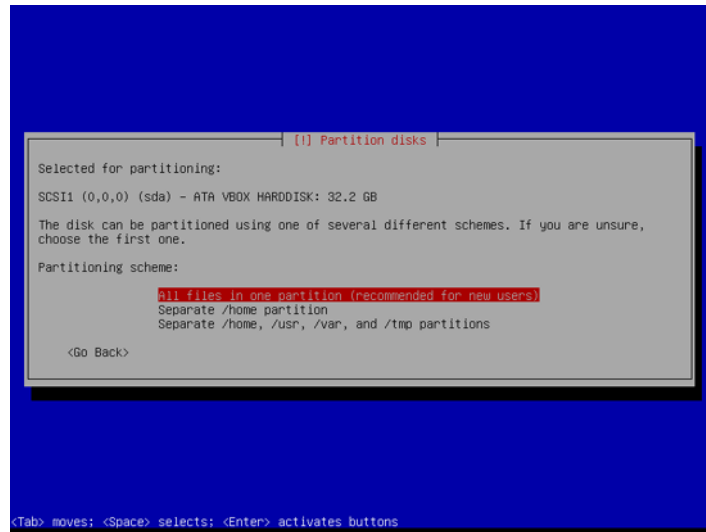 [!] Partition disks
Selected for partitioning:
SCSI1 (0,0,0) (sda) - ATA VBOX HARDDISK: 32.2 GB
The disk can be partitioned using one of several different schemes. If you are unsure,
choose the first one.
Partitioning scheme:
All files in one partition (recommended for new users)
Separate /home partition
Separate /home, /usr, /var, and /tmp partitions
<Go Back>
<Tab> moves; <Space> selects; <Enter> activates buttons